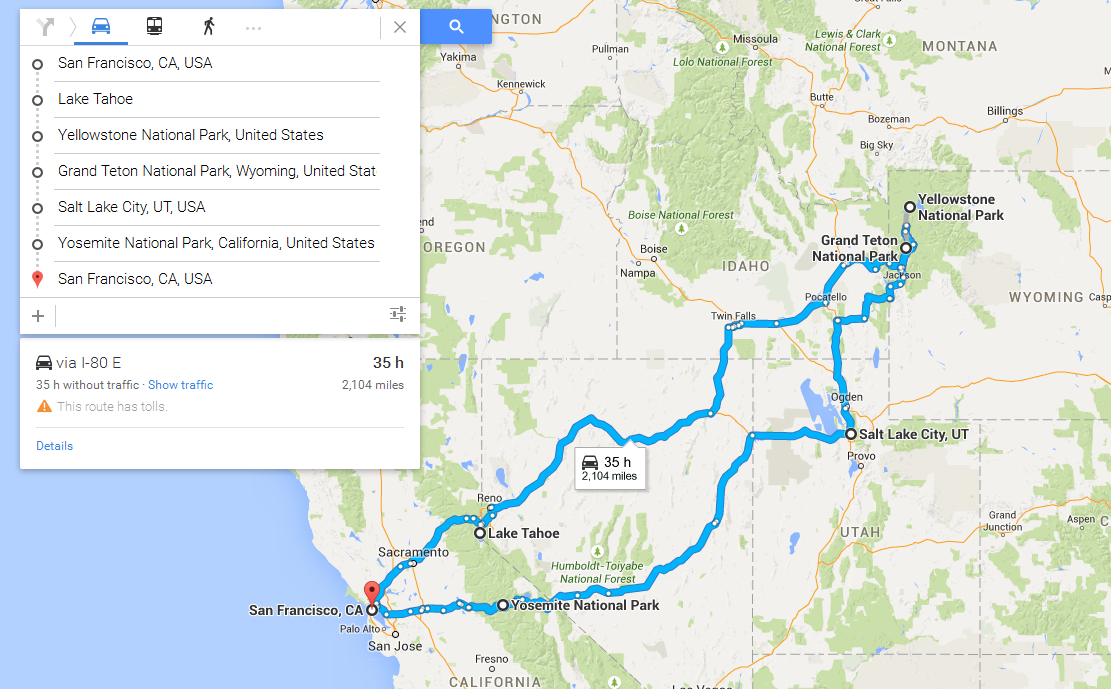 San Francisco, CA, USA
Lake Tahoe
Yellowstone National Park, United States
Grand Teton National Park, Wyoming, United Stat
Salt Lake City, UT, USA
Yosemite National Park, California, United States
San Francisco, CA, USA
via I-80 E
35 h
35 h without traffic · Show traffic
2,104 miles
This route has tolls.
Details
NGTON
Yakima
Pullman
Kennewick
Missoula
Lolo National Forest
Lewis & Clark
National Forest
MONTANA
Great Falls
Butte
Bozeman
Billings
Big Sky
Yellowstone
National Park
Grand Teton
National Park
Jackson
Boise National Forest
Boise
Nampa
IDAHO
end
OREGON
Pocatello
Twin Falls
WYOMING
Casp
Ogden
Salt Lake City, UT
Provo
35 h
2,104 miles
Reno
Lake Tahoe
Sacramento
Humboldt-Toiyabe
National Forest
UTAH
Grand
Junction
Aspen
C
San Francisco, CA
Yosemite National Park
Palo Alto
San Jose
Fresno
CALIFORNIA
Las Vegas